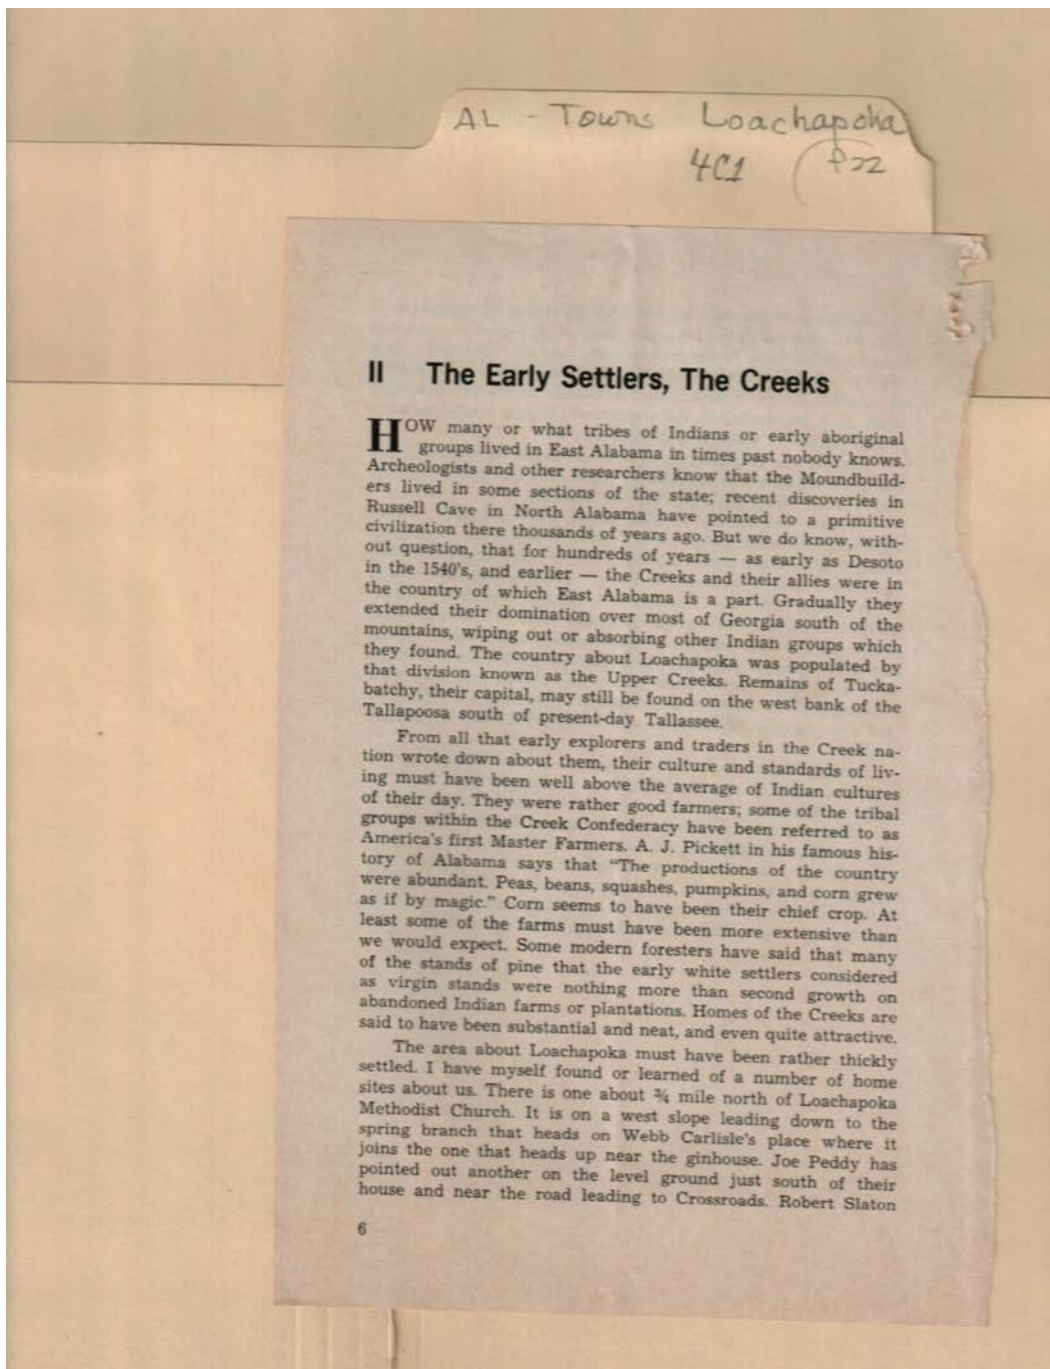 AL - Towns Loachapoka
4C1 P22
II The Early Settlers, The Creeks
HOW many or what tribes of Indians or early aboriginal
groups lived in East Alabama in times past nobody knows.
Archeologists and other researchers know that the Moundbuild-
ers lived in some sections of the state; recent discoveries in
Russell Cave in North Alabama have pointed to a primitive
civilization there thousands of years ago. But we do know, with-
out question, that for hundreds of years — as early as Desoto
in the 1540's, and earlier — the Creeks and their allies were in
the country of which East Alabama is a part. Gradually they
extended their domination over most of Georgia south of the
mountains, wiping out or absorbing other Indian groups which
they found. The country about Loachapoka was populated by
that division known as the Upper Creeks. Remains of Tucka-
batchy, their capital, may still be found on the west bank of the
Tallapoosa south of present-day Tallassee.
From all that early explorers and traders in the Creek na-
tion wrote down about them, their culture and standards of liv-
ing must have been well above the average of Indian cultures
of their day. They were rather good farmers; some of the tribal
groups within the Creek Confederacy have been referred to as
America's first Master Farmers. A. J. Pickett in his famous his-
tory of Alabama says that "The productions of the country
were abundant. Peas, beans, squashes, pumpkins, and corn grew
as if by magic." Corn seems to have been their chief crop. At
least some of the farms must have been more extensive than
we would expect. Some modern foresters have said that many
of the stands of pine that the early white settlers considered
as virgin stands were nothing more than second growth on
abandoned Indian farms or plantations. Homes of the Creeks are
said to have been substantial and neat, and even quite attractive.
The area about Loachapoka must have been rather thickly
settled. I have myself found or learned of a number of home
sites about us. There is one about ¾ mile north of Loachapoka
Methodist Church. It is on a west slope leading down to the
spring branch that heads on Webb Carlisle's place where it
joins the one that heads up near the ginhouse. Joe Peddy has
pointed out another on the level ground just south of their
house and near the road leading to Crossroads. Robert Slaton
6